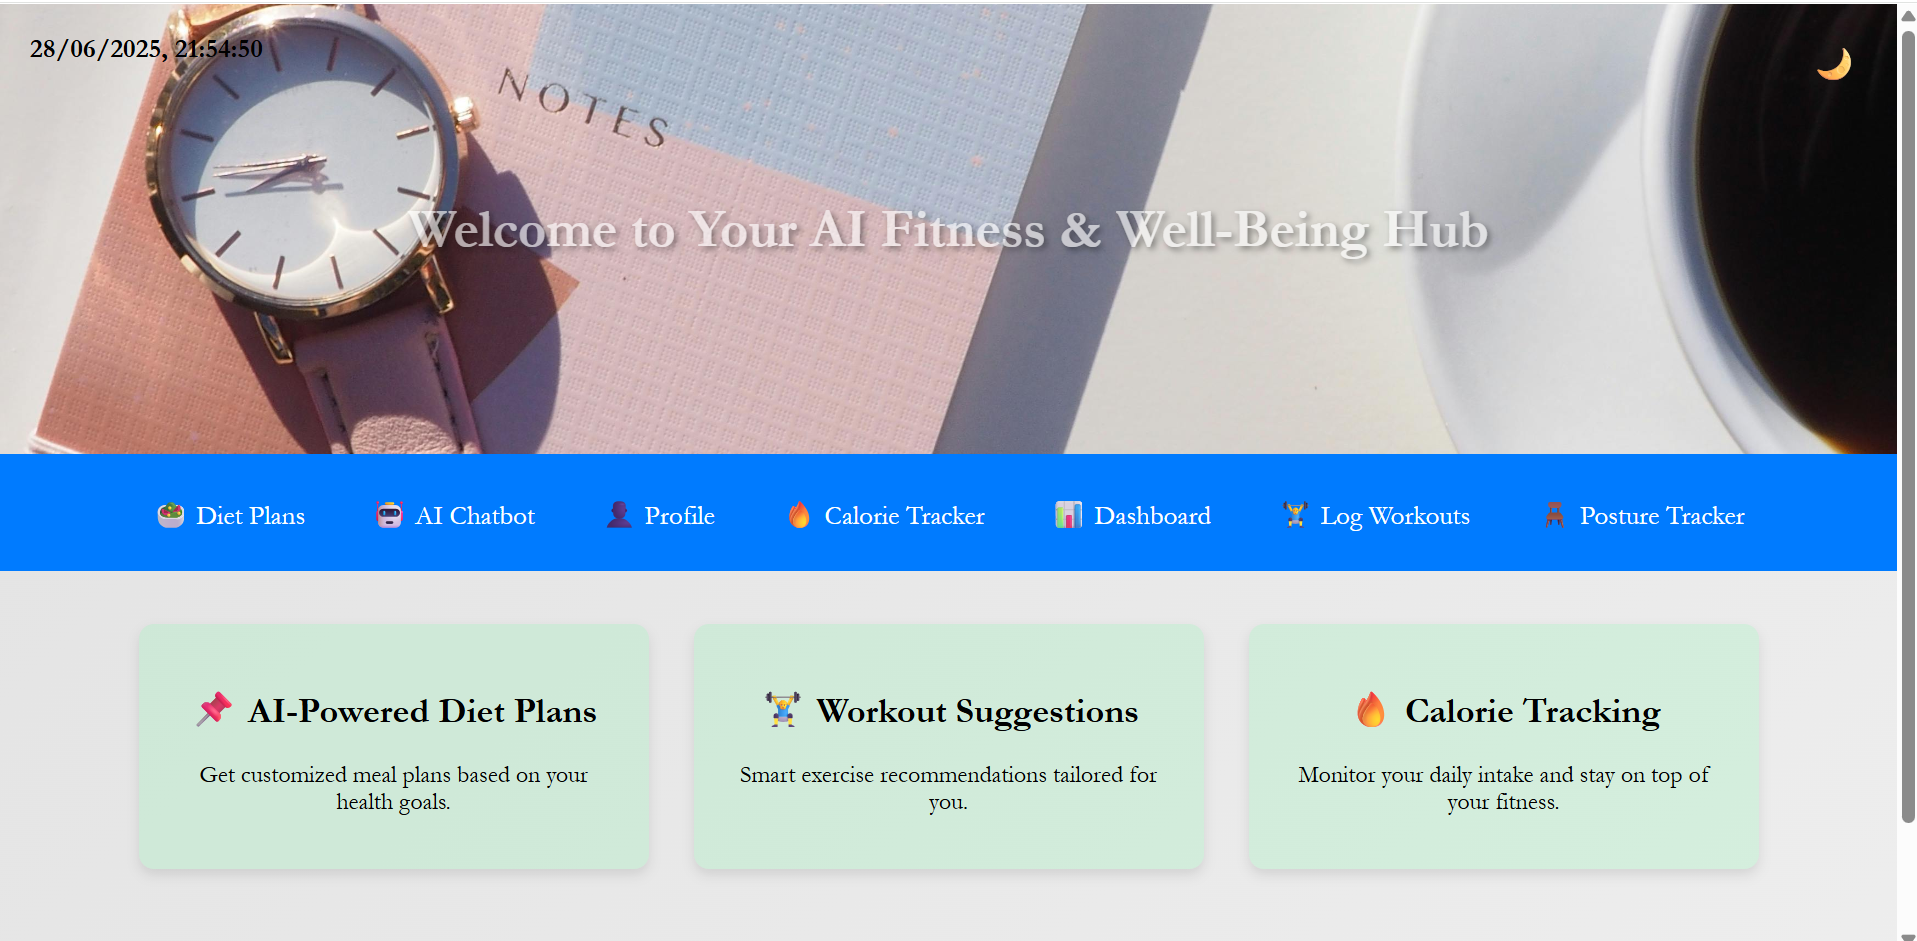 28/06/2025, 21:54:50
NOTES
Welcome to Your AI Fitness & Well-Being Hub
Diet Plans
AI Chatbot
Profile
Calorie Tracker
Dashboard
Log Workouts
Posture Tracker
AI-Powered Diet Plans
Get customized meal plans based on your
health goals.
Workout Suggestions
Smart exercise recommendations tailored for
you.
Calorie Tracking
Monitor your daily intake and stay on top of
your fitness.